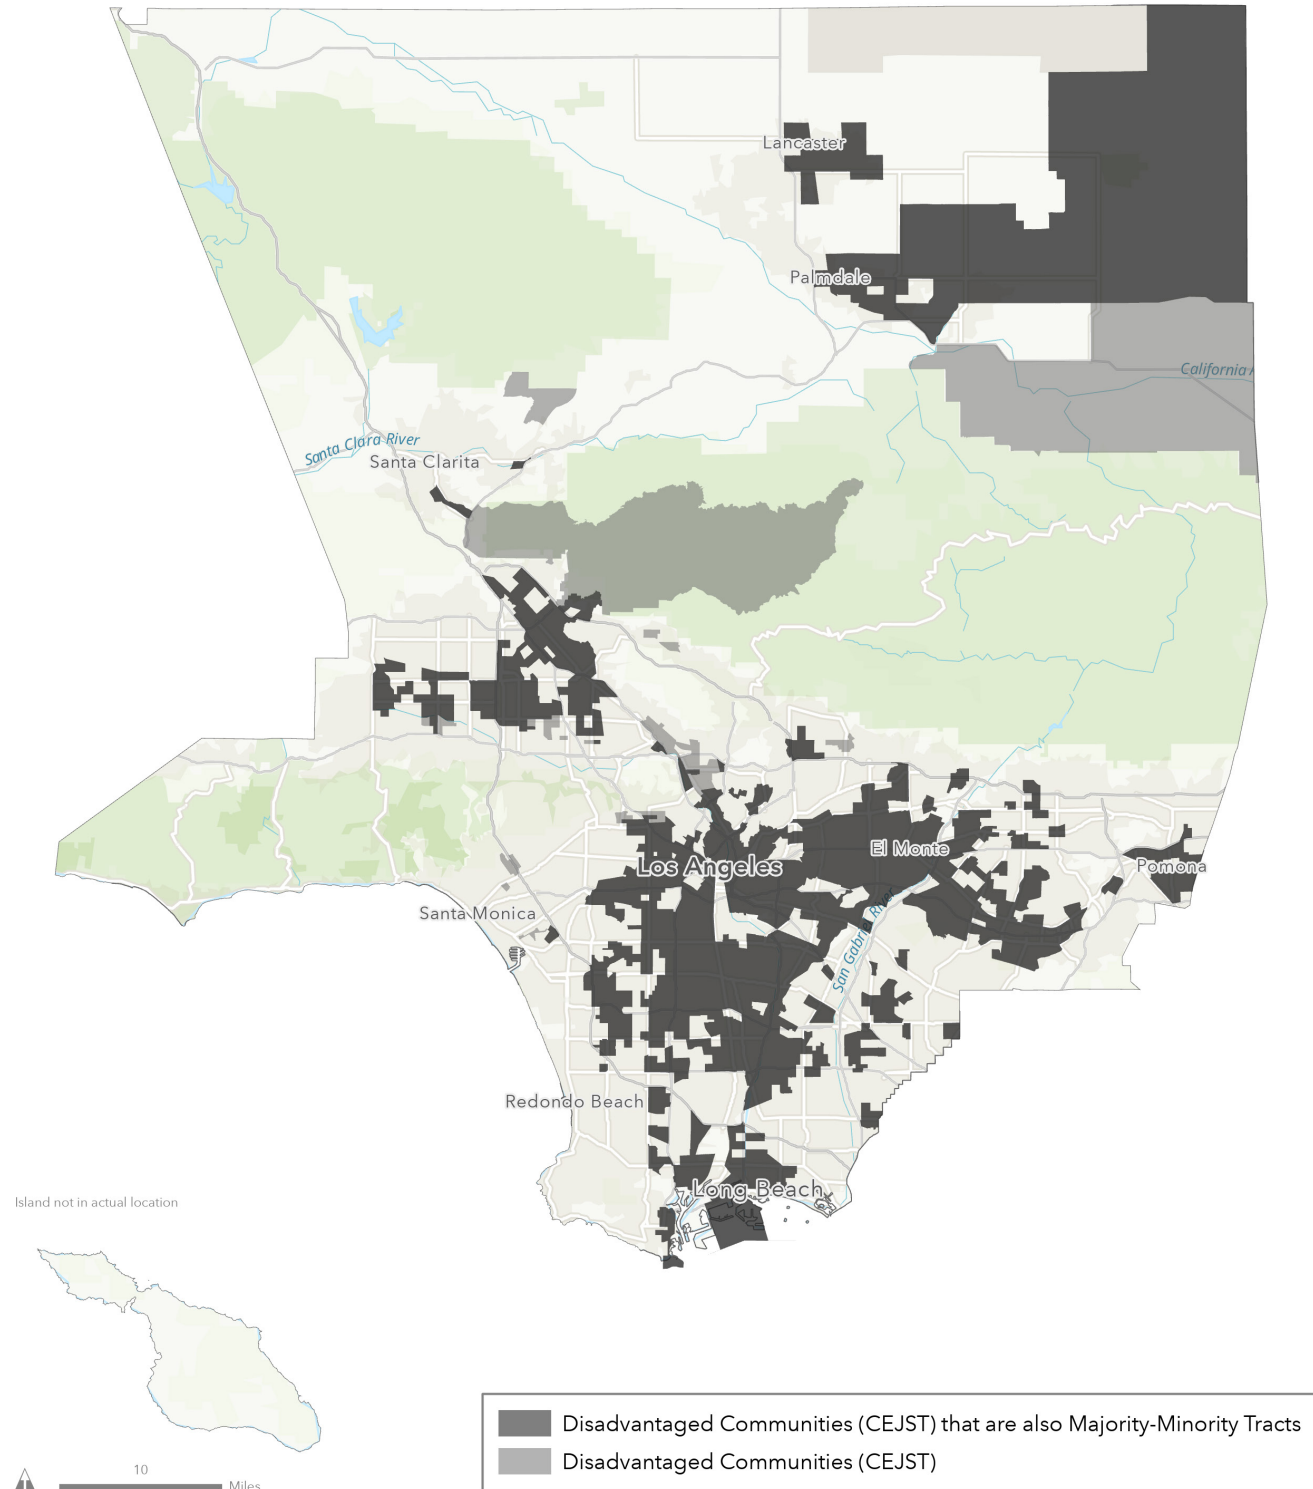 Lancaster
Palmdale
California A
Santa Clara River
Santa Clarita
Los Angeles
El Monte
Pomona
Santa Monica
San Gabriel River
Redondo Beach
Long Beach
Island not in actual location
10
Miles
Disadvantaged Communities (CEJST) that are also Majority-Minority Tracts
Disadvantaged Communities (CEJST)